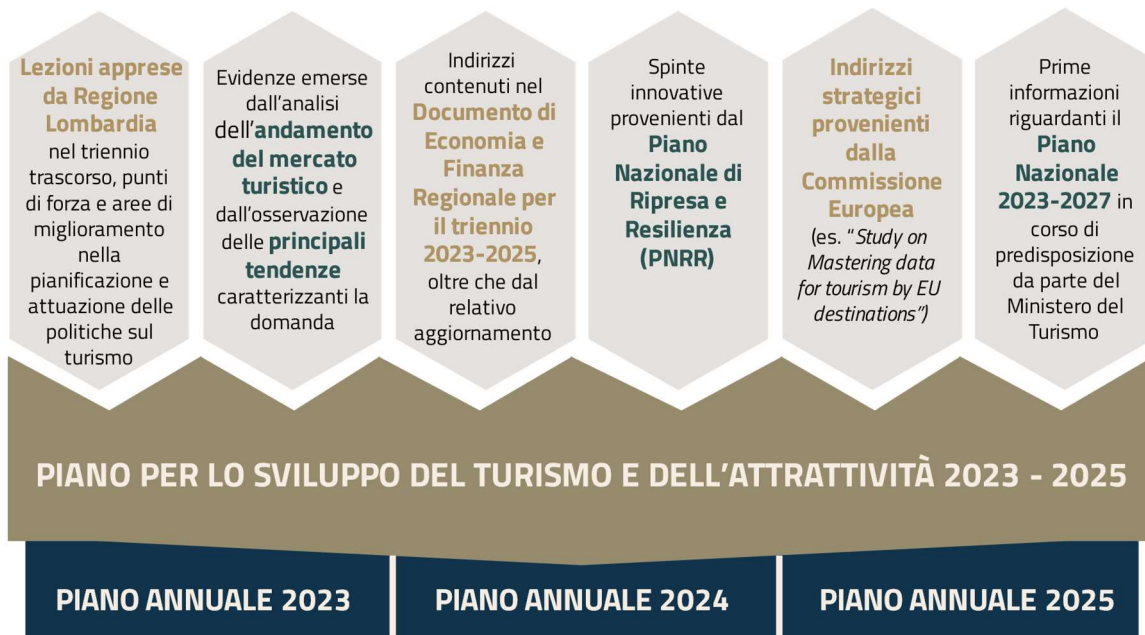 Lezioni apprese
da Regione
Lombardia
nel triennio
trascorso, punti
di forza e aree di
miglioramento
nella
pianificazione e
attuazione delle
politiche sul
turismo
Evidenze emerse
dall'analisi
dell'andamento
del mercato
turistico e
dall'osservazione
delle principali
tendenze
caratterizzanti la
domanda
Indirizzi
contenuti nel
Documento di
Economia e
Finanza
Regionale per
il triennio
2023-2025,
oltre che dal
relativo
aggiornamento
Spinte
innovative
provenienti dal
Piano
Nazionale di
Ripresa e
Resilienza
(PNRR)
Indirizzi
strategici
provenienti
dalla
Commissione
Europea
(es. "Study on
Mastering data
for tourism by EU
destinations")
Prime
informazioni
riguardanti il
Piano
Nazionale
2023-2027 in
corso di
predisposizione
da parte del
Ministero del
Turismo
PIANO PER LO SVILUPPO DEL TURISMO E DELL'ATTRATTIVITÀ 2023 - 2025
PIANO ANNUALE 2023
PIANO ANNUALE 2024
PIANO ANNUALE 2025